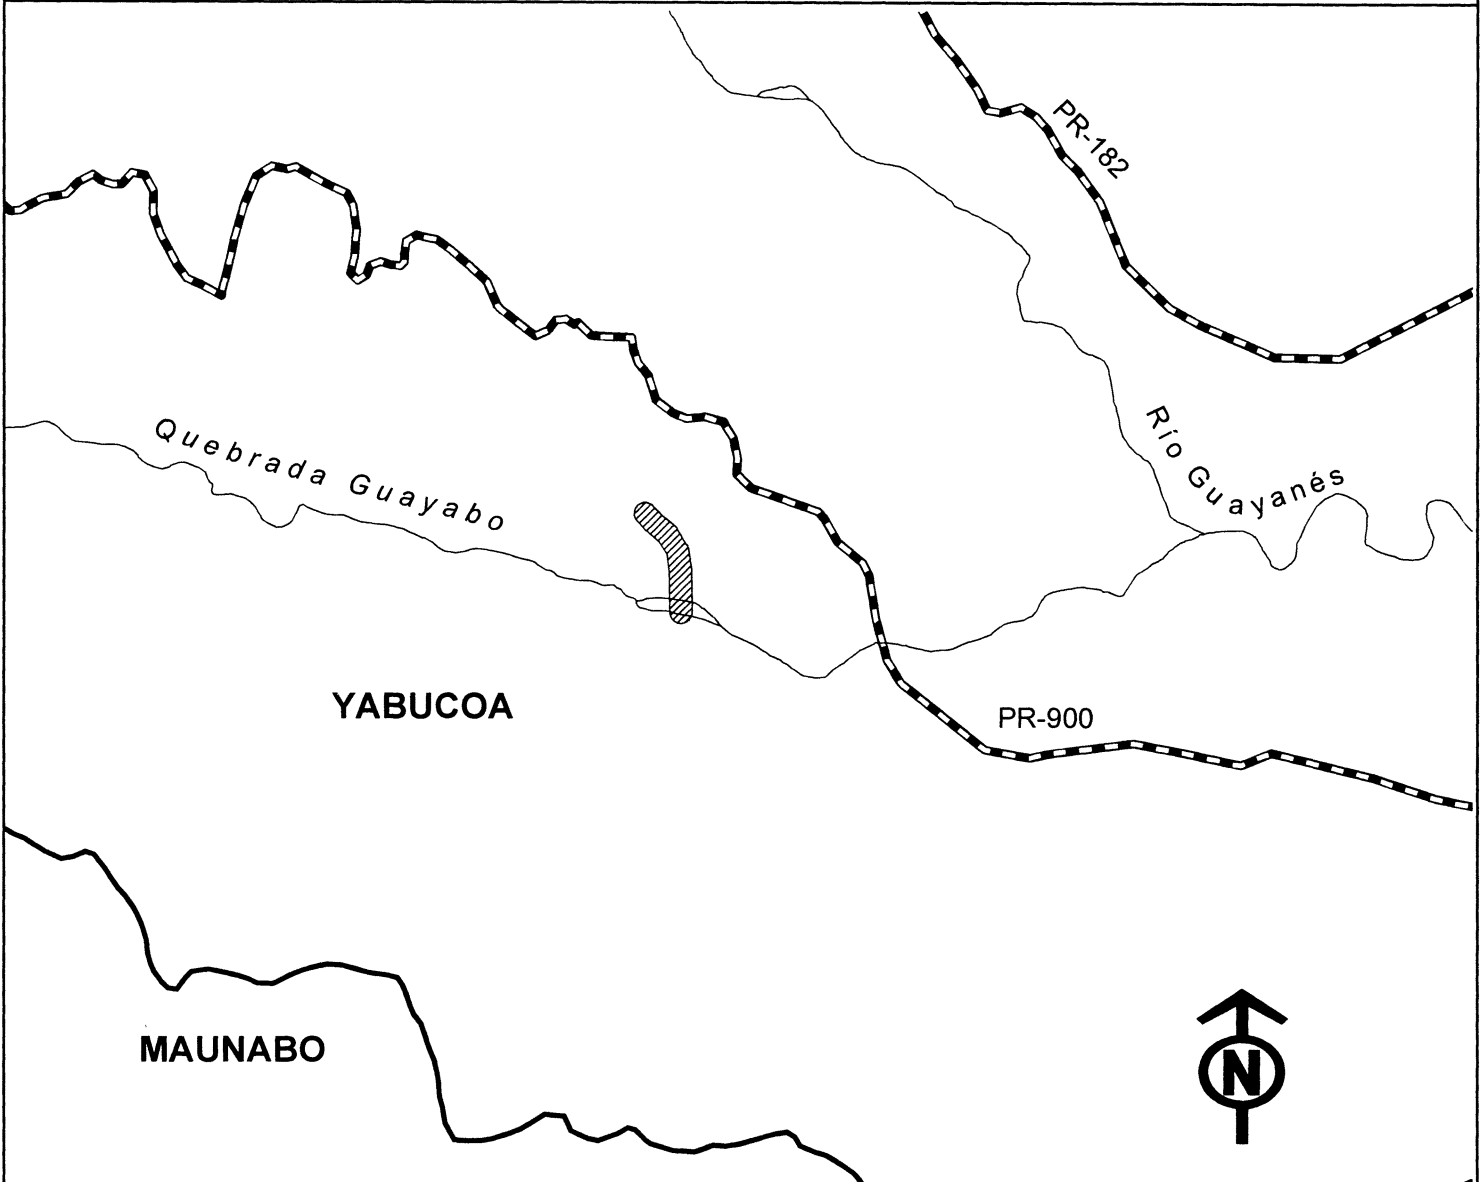 PR-182
Río Guayanés
Quebrada Guayabo
YABUCOA
PR-900
MAUNABO
N